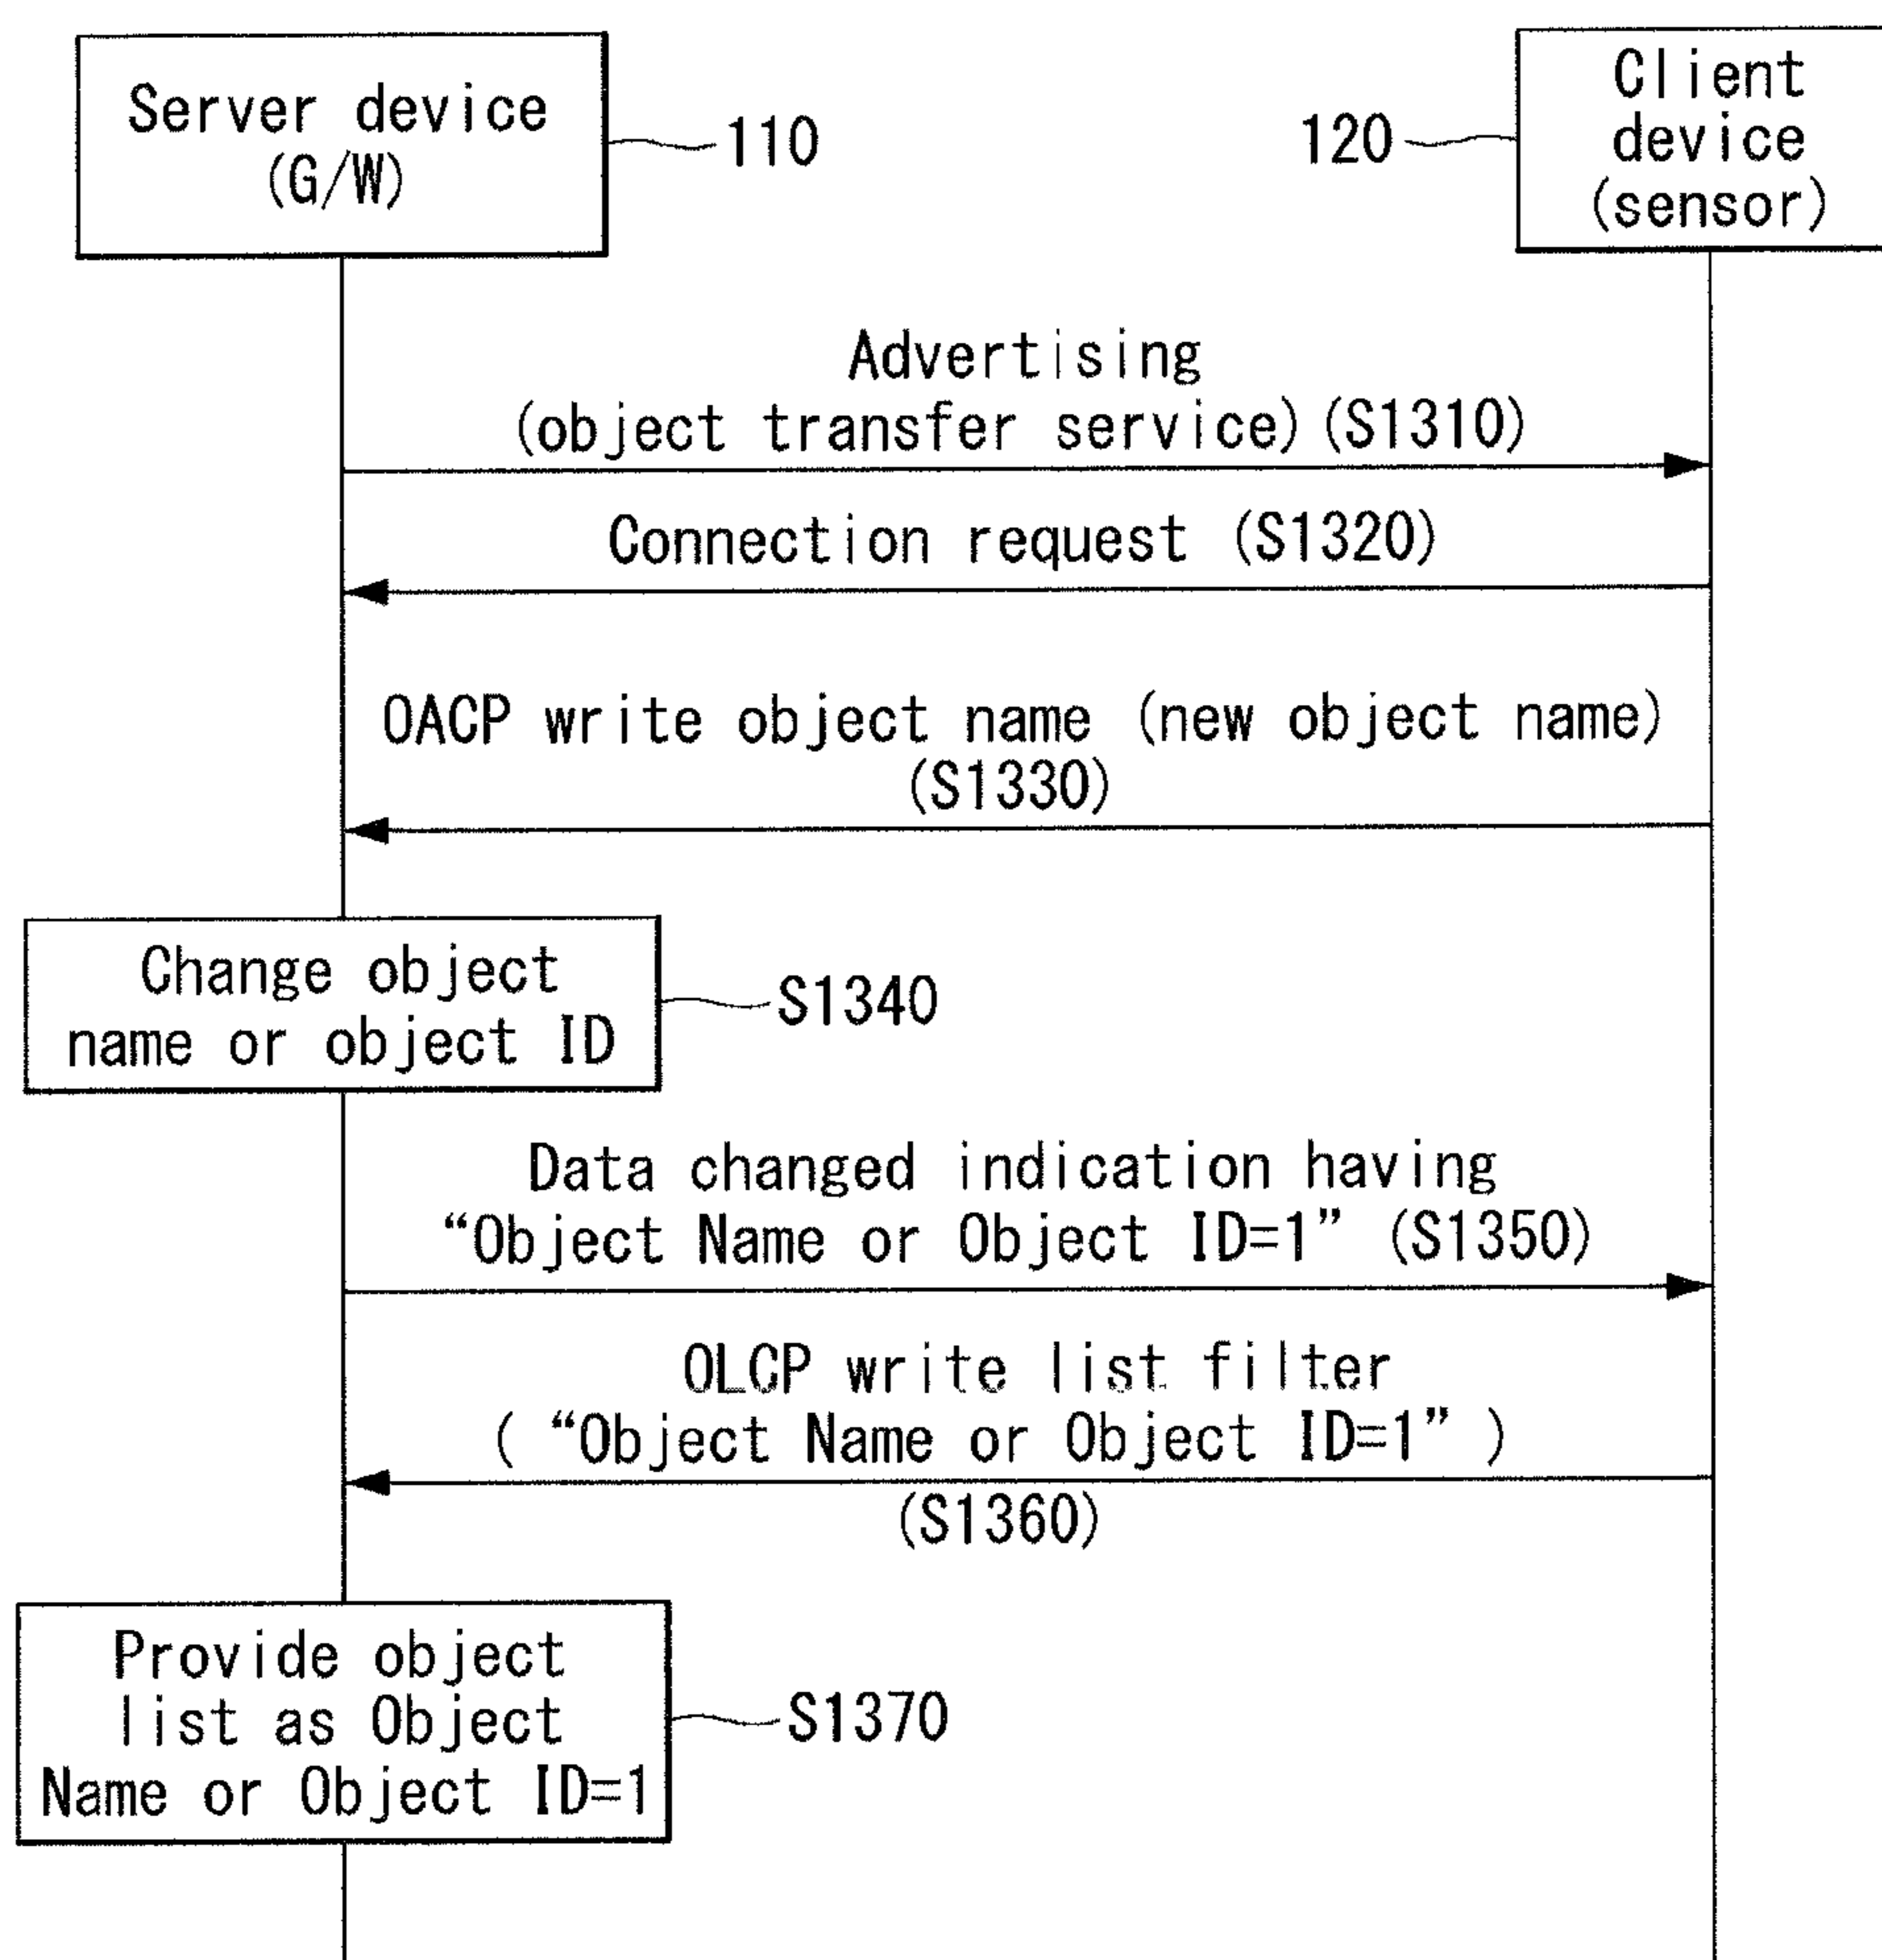 Server device
(G/W)
110
120
Client
device
(sensor)
Advertising
(object transfer service) (S1310)
Connection request (S1320)
OACP write object name (new object name)
(S1330)
Change object
name or object ID
S1340
Data changed indication having
“Object Name or Object ID=1” (S1350)
OLCP write list filter
( “Object Name or Object ID=1” )
(S1360)
Provide object
list as Object
Name or Object ID=1
S1370